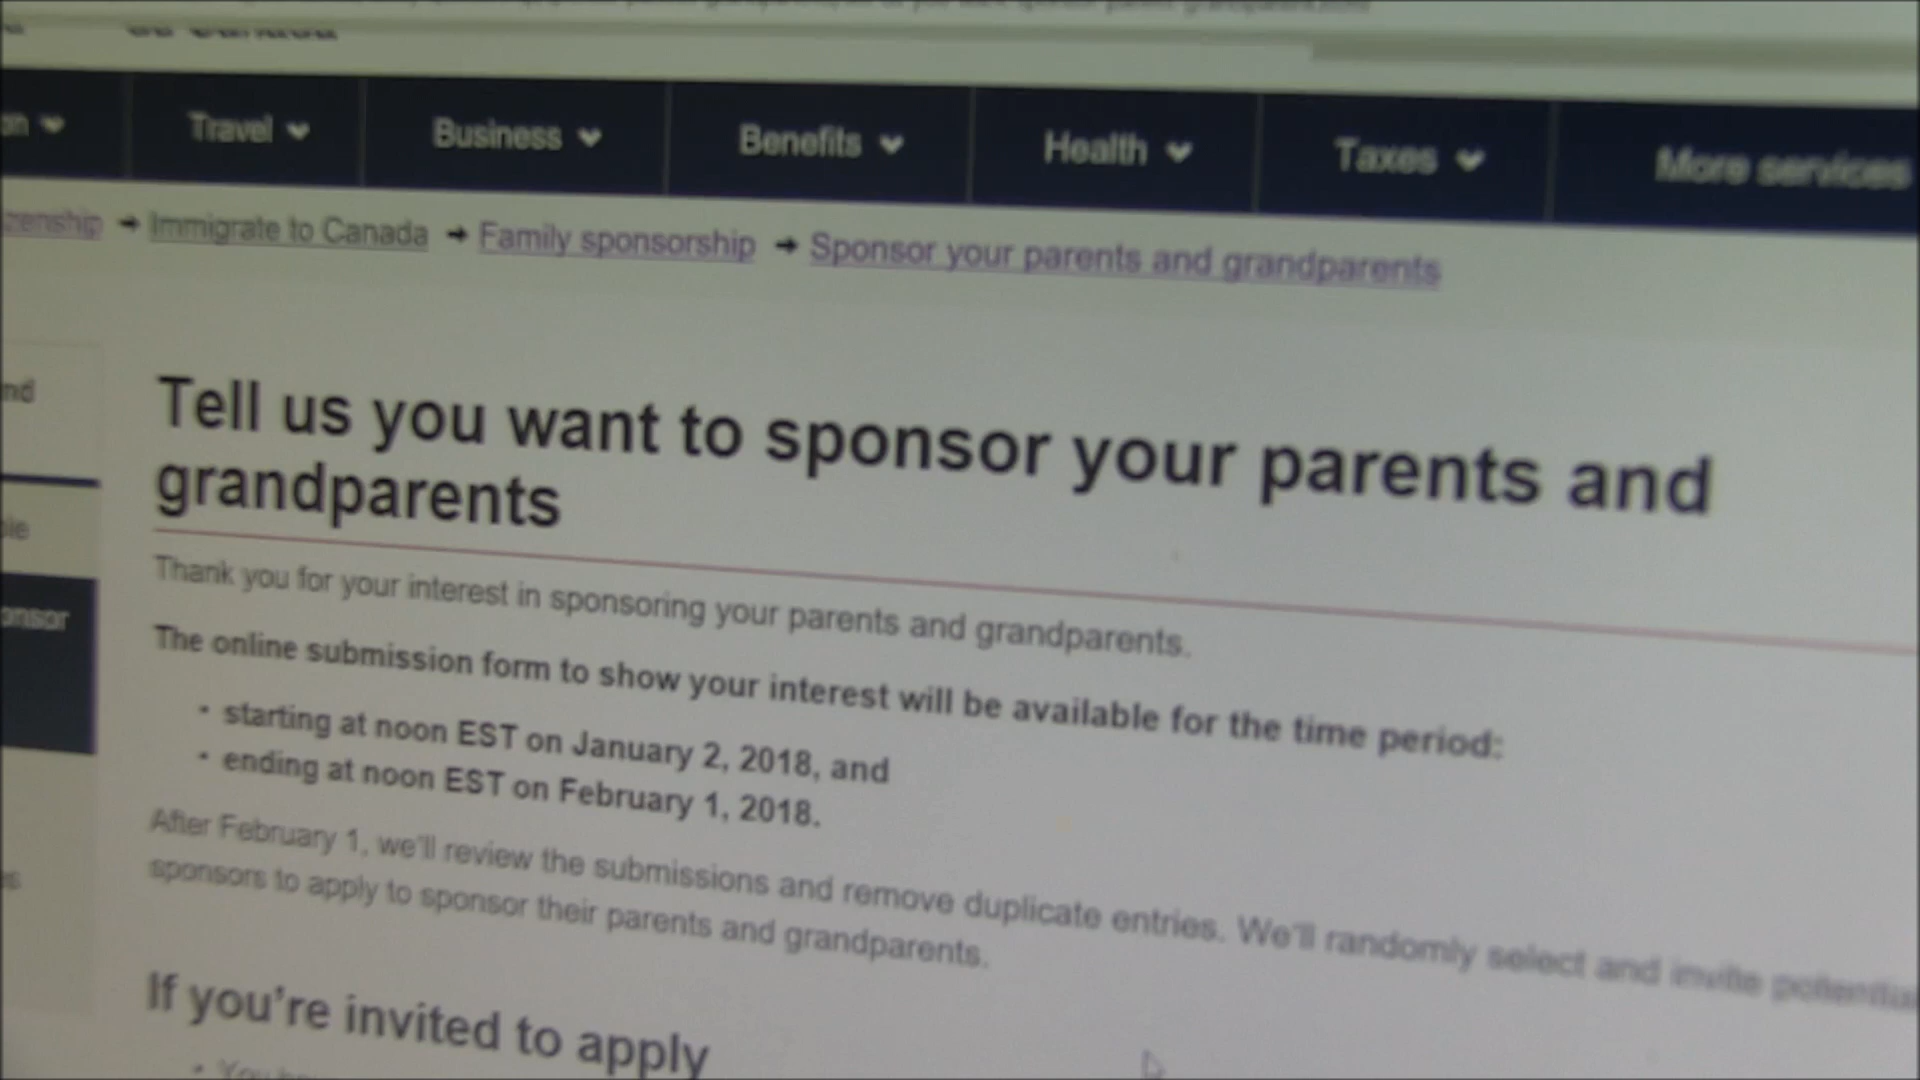 Travel
Business
Benefits
Health
Taxes
More services
Immigrate to Canada → Family sponsorship → Sponsor your parents and grandparents
Tell us you want to sponsor your parents and
grandparents
Thank you for your interest in sponsoring your parents and grandparents.
The online submission form to show your interest will be available for the time period:
• starting at noon EST on January 2, 2018, and
• ending at noon EST on February 1, 2018.
After February 1, we'll review the submissions and remove duplicate entries. We'll randomly select and invite
sponsors to apply to sponsor their parents and grandparents.
If you're invited to apply